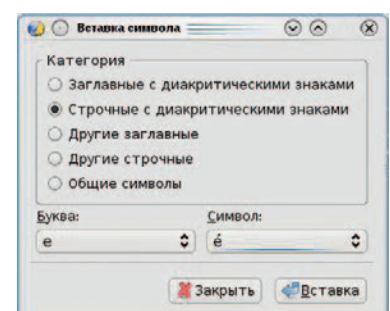 Вставка символа
Категория
Заглавные с диакритическими знаками
Строчные с диакритическими знаками
Другие заглавные
Другие строчные
Общие символы
Буква: Символ:
e é
Закрыть Вставка